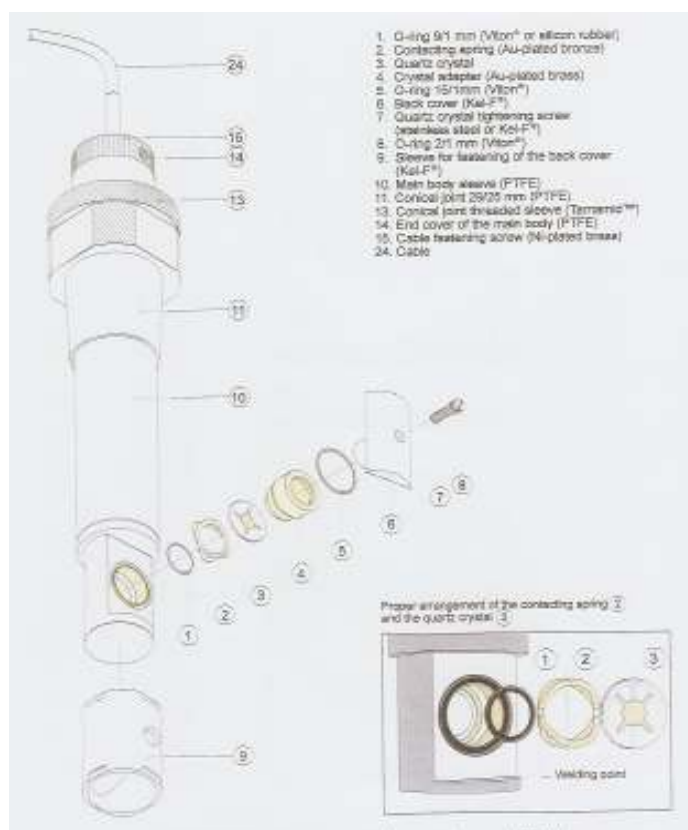 1. O-ring 9/1 mm (Viton® or silicon rubber)
2. Contacting spring (Au-plated bronze)
3. Quartz crystal
4. Crystal adapter (Au-plated brass)
5. O-ring 15/1mm (Viton®)
6. Back cover (Kel-F®)
7. Quartz crystal tightening screw
(stainless steel or Kel-F®)
8. O-ring 2/1 mm (Viton®)
9. Sleeve for fastening of the back cover
(Kel-F®)
10. Main body sleeve (PTFE)
11. Conical joint 29/25 mm (PTFE)
13. Conical joint threaded sleeve
14. End cover of the main body (PTFE)
15. Cable fastening screw (Ni-plated brass)
24. Cable
24
15
14
13
11
10
8
7
6
5
4
3
2
1
9
Proper arrangement of the contacting spring 2
and the quartz crystal 3
1 2 3
Welding point